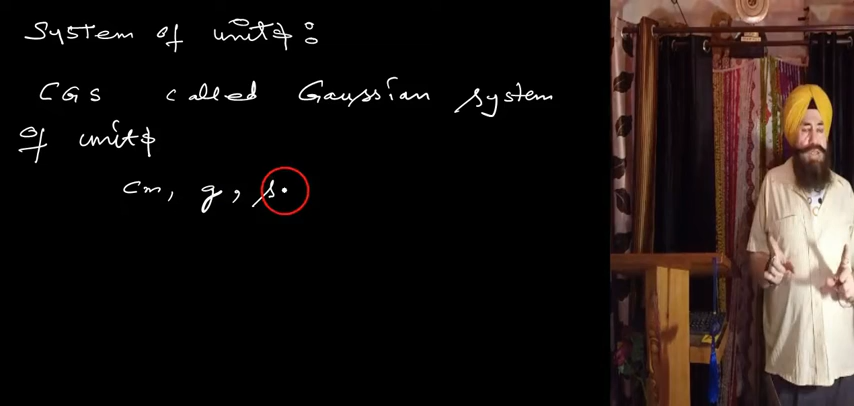 System of units:
CGS called Gaussian system
of units
cm, g, s.